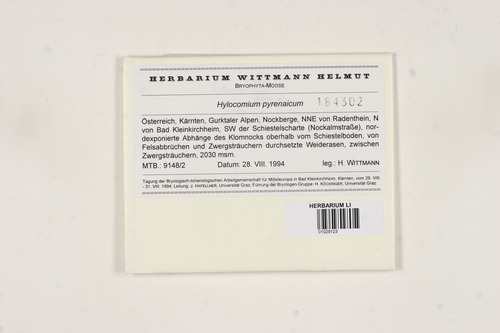 HERBARIUM WITTMANN HELMUT
BRYOPHYTA-MOOSE
Hylocomium pyrenaicum 184302
Österreich, Kärnten, Gurktaler Alpen, Nockberge, NNE von Radenthein, N
von Bad Kleinkirchheim, SW der Schiestelscharte (Nockalmstraße), nor-
dexponierte Abhänge des Klomnocks oberhalb vom Schiestelboden, von
Felsabbrüchen und Zwergsträuchern durchsetzte Weiderasen, zwischen
Zwergsträuchern, 2030 msm.
MTB.: 9148/2 Datum: 28. VIII. 1994 leg.: H. WITTMANN
Tagung der Bryologisch-lichenologischen Arbeitsgemeinschaft für Mitteleuropa in Bad Kleinkirchheim, Kärnten, vom 26. VIII.
- 31. VIII. 1994; Leitung: J. HAFELLNER, Universität Graz; Führung der Bryologen-Gruppe: H. KÖCKINGER, Universität Graz.
HERBARIUM LI
01029123